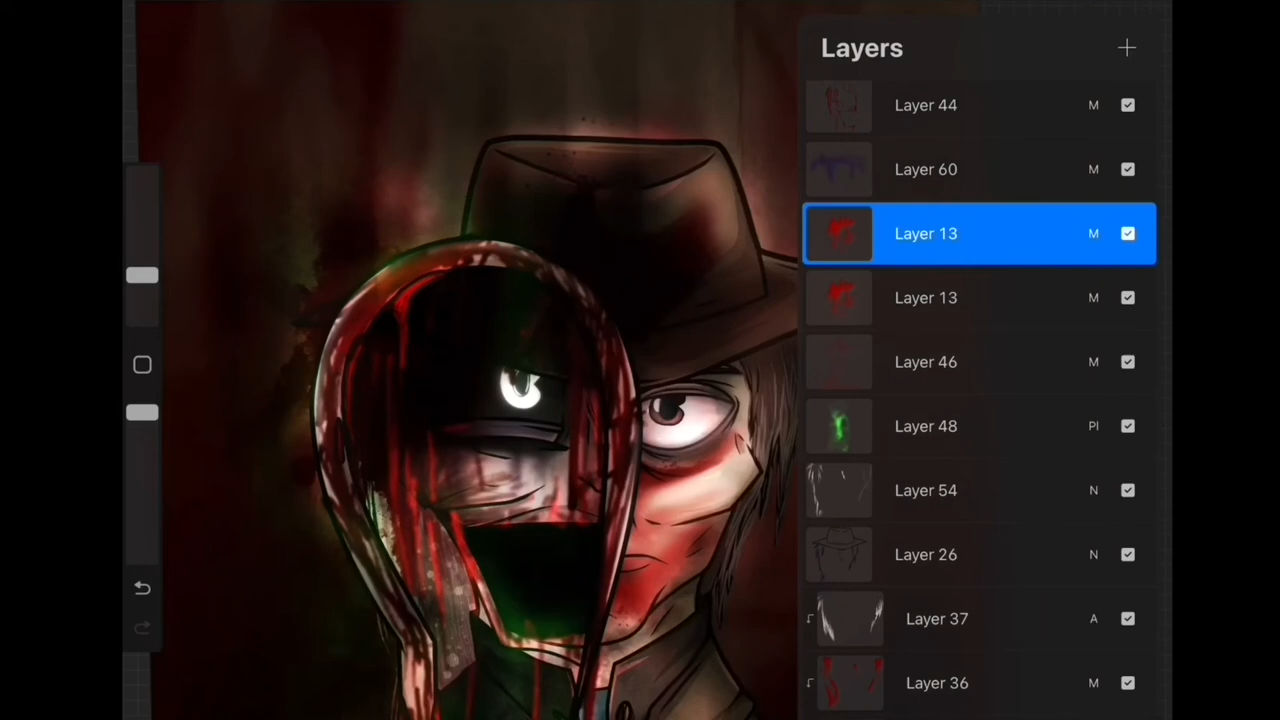 Layers
Layer 44 M
Layer 60 M
Layer 13 M
Layer 13 M
Layer 46 M
Layer 48 Pl
Layer 54 N
Layer 26 N
Layer 37 A
Layer 36 M